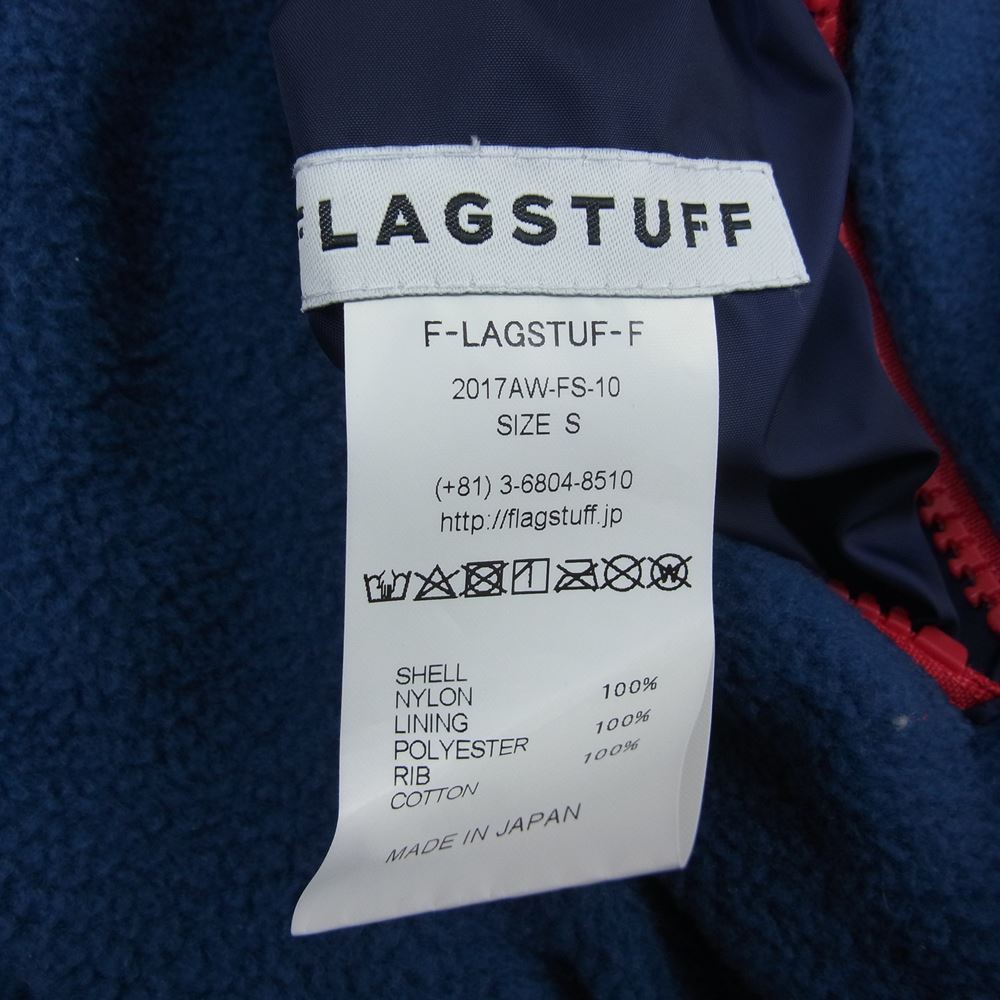 FLAGSTUFF
F-LAGSTUF-F
2017AW-FS-10
SIZE S
(+81) 3-6804-8510
http://flagstuff.jp
SHELL
NYLON 100%
LINING
POLYESTER 100%
RIB
COTTON 100%
MADE IN JAPAN